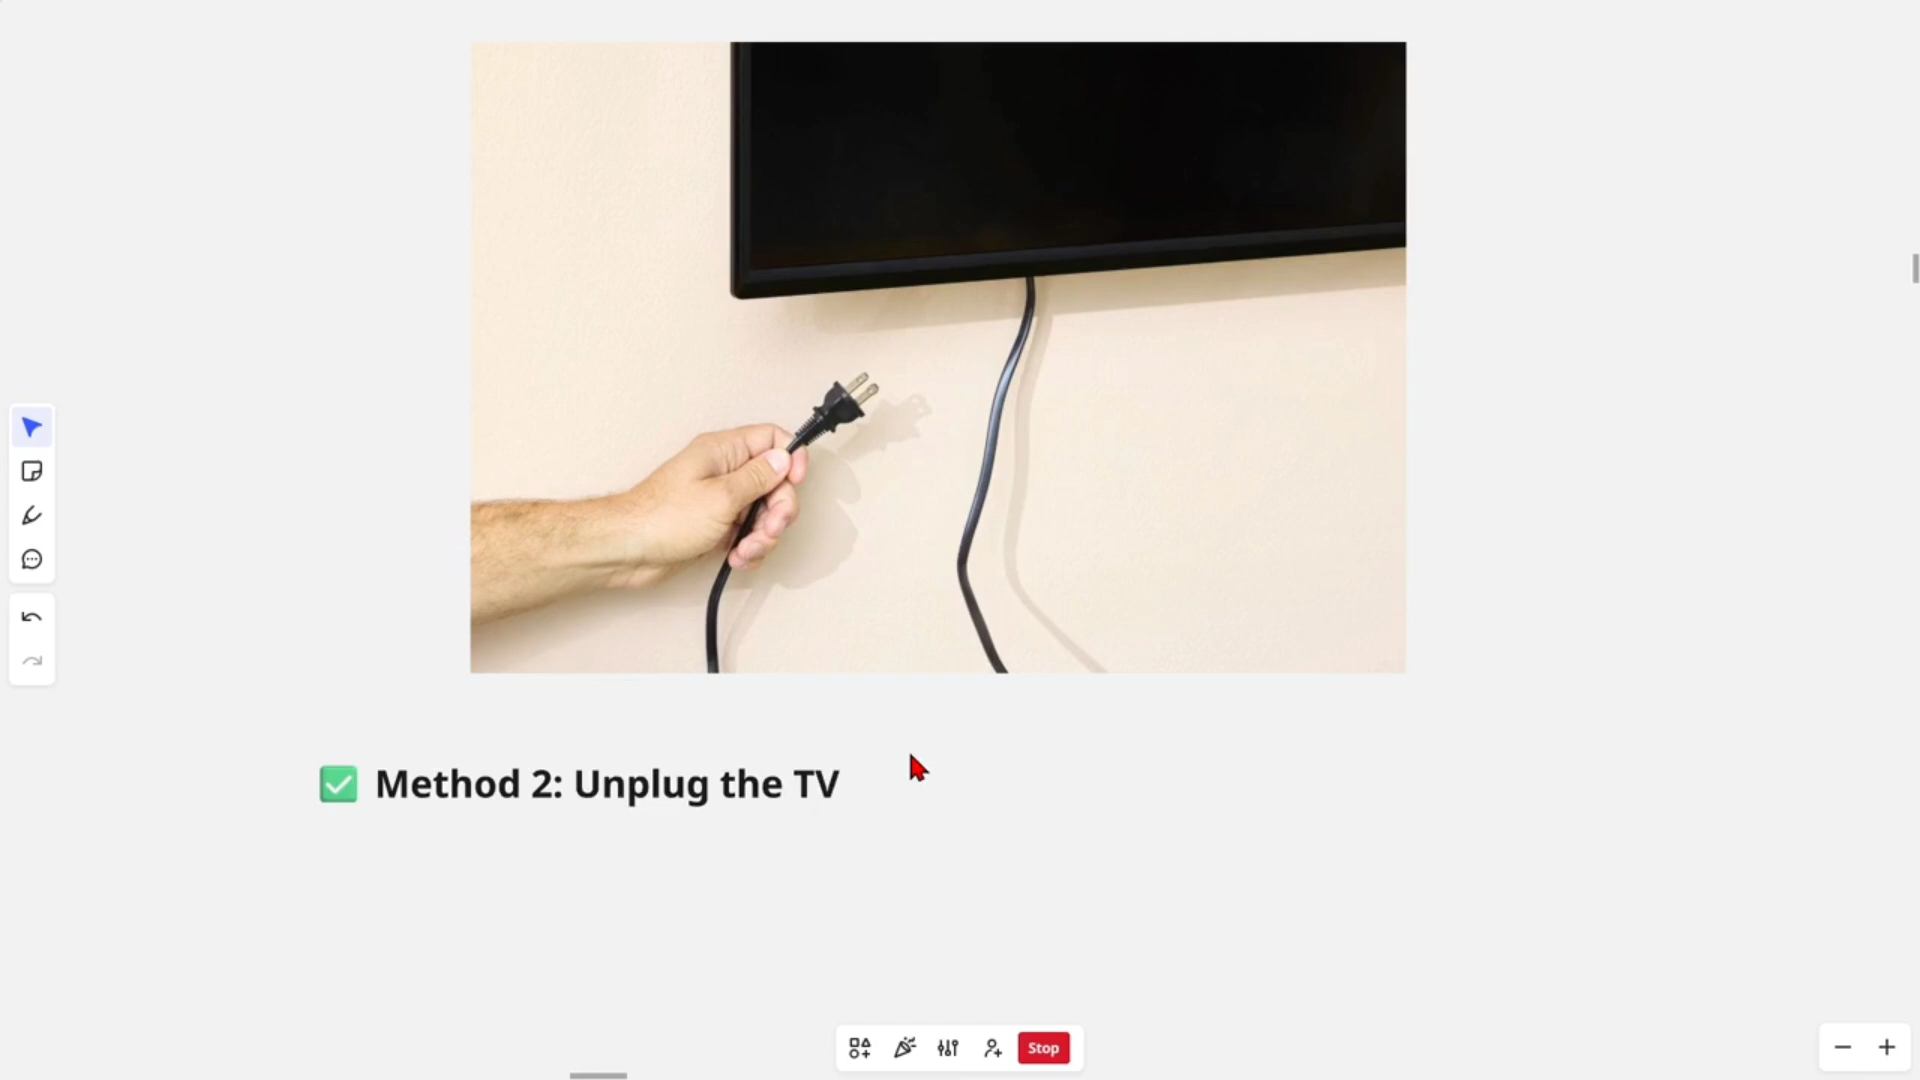 ✅ Method 2: Unplug the TV
Stop